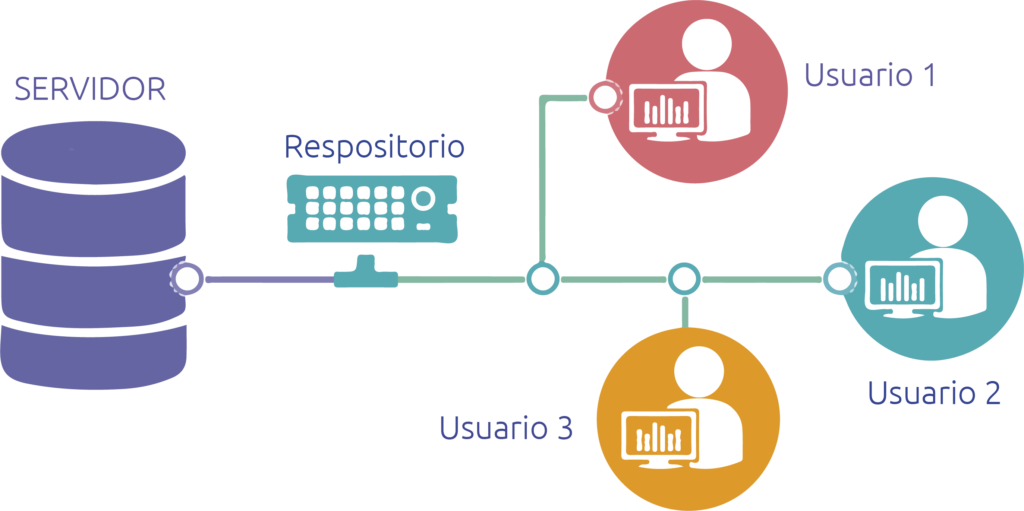 SERVIDOR
Respositorio
Usuario 1
Usuario 2
Usuario 3